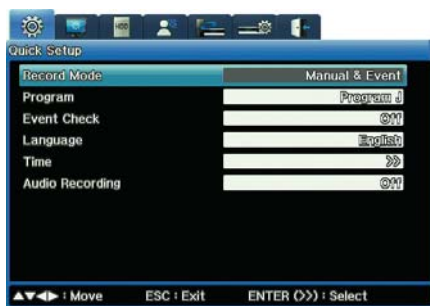 HDD
Quick Setup
Record Mode Manual & Event
Program Program J
Event Check Off
Language English
Time >>
Audio Recording Off
▲▼◀▶ : Move ESC : Exit ENTER (>>) : Select